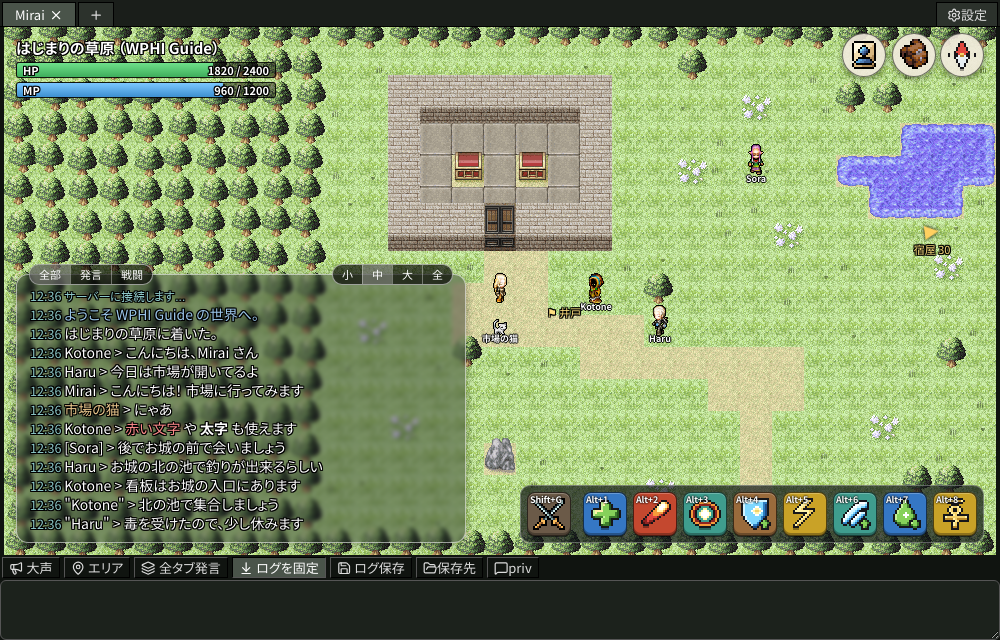 Mirai ×
+
設定
はじまりの草原 (WPHI Guide)
HP 1820 / 2400
MP 960 / 1200
Sora
宿屋 30
井戸
Kotone
市場の猫
Haru
全部 発言 戦闘
小 中 大 全
12:36 サーバーに接続します...
12:36 ようこそ WPHI Guide の世界へ。
12:36 はじまりの草原に着いた。
12:36 Kotone > こんにちは、Mirai さん
12:36 Haru > 今日は市場が開いてるよ
12:36 Mirai > こんにちは! 市場に行ってみます
12:36 市場の猫 > にゃあ
12:36 Kotone > 赤い文字 や 太字 も使えます
12:36 [Sora] > 後でお城の前で会いましょう
12:36 Haru > お城の北の池で釣りが出来るらしい
12:36 Kotone > 看板はお城の入口にあります
12:36 "Kotone" > 北の池で集合しましょう
12:36 "Haru" > 毒を受けたので、少し休みます
Shift+G Alt+1 Alt+2 Alt+3 Alt+4 Alt+5 Alt+6 Alt+7 Alt+8
大声 エリア 全タブ発言 ログを固定 ログ保存 保存先 priv